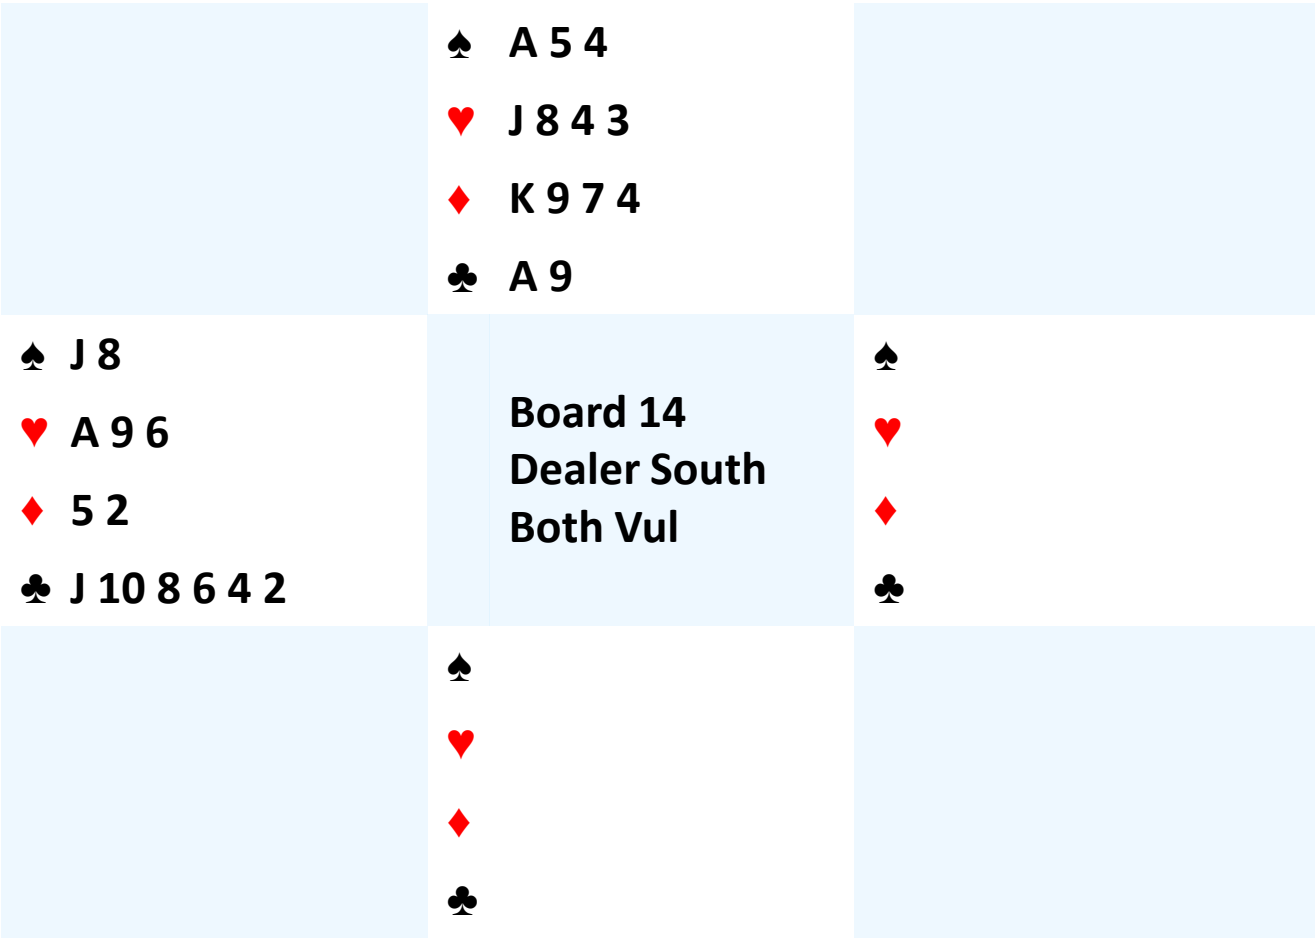 ♠ A 5 4
♥ J 8 4 3
♦ K 9 7 4
♣ A 9
♠ J 8
♥ A 9 6
♦ 5 2
♣ J 10 8 6 4 2
Board 14
Dealer South
Both Vul
♠
♥
♦
♣
♠
♥
♦
♣